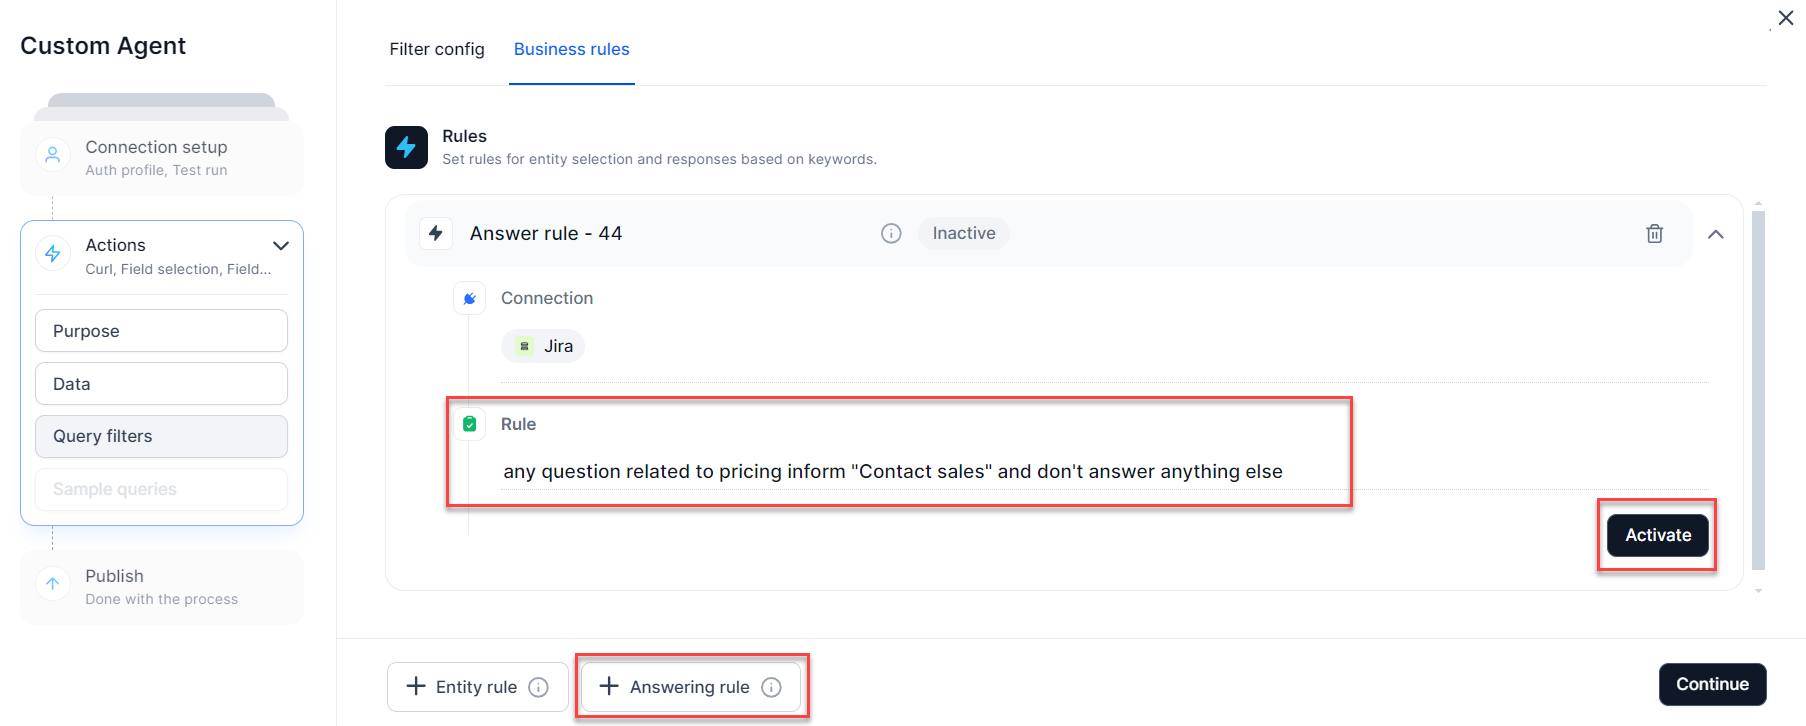 Custom Agent
Connection setup
Auth profile, Test run
Actions
Curl, Field selection, Field...
Purpose
Data
Query filters
Sample queries
Publish
Done with the process
Filter config
Business rules
Rules
Set rules for entity selection and responses based on keywords.
Answer rule - 44
Inactive
Connection
Jira
Rule
any question related to pricing inform "Contact sales" and don't answer anything else
Activate
Entity rule
Answering rule
Continue